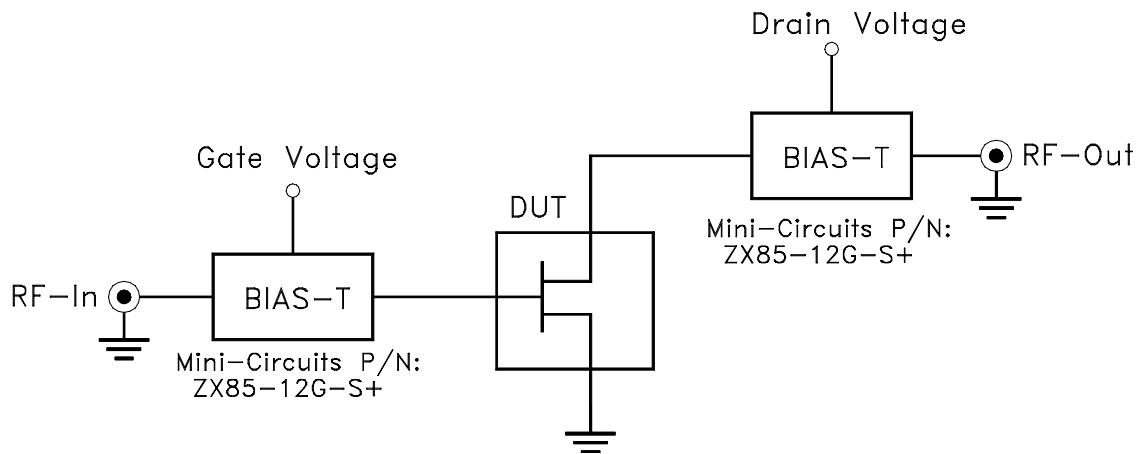 Drain Voltage
BIAS-T
RF-Out
Mini-Circuits P/N:
ZX85-12G-S+
Gate Voltage
DUT
RF-In
BIAS-T
Mini-Circuits P/N:
ZX85-12G-S+